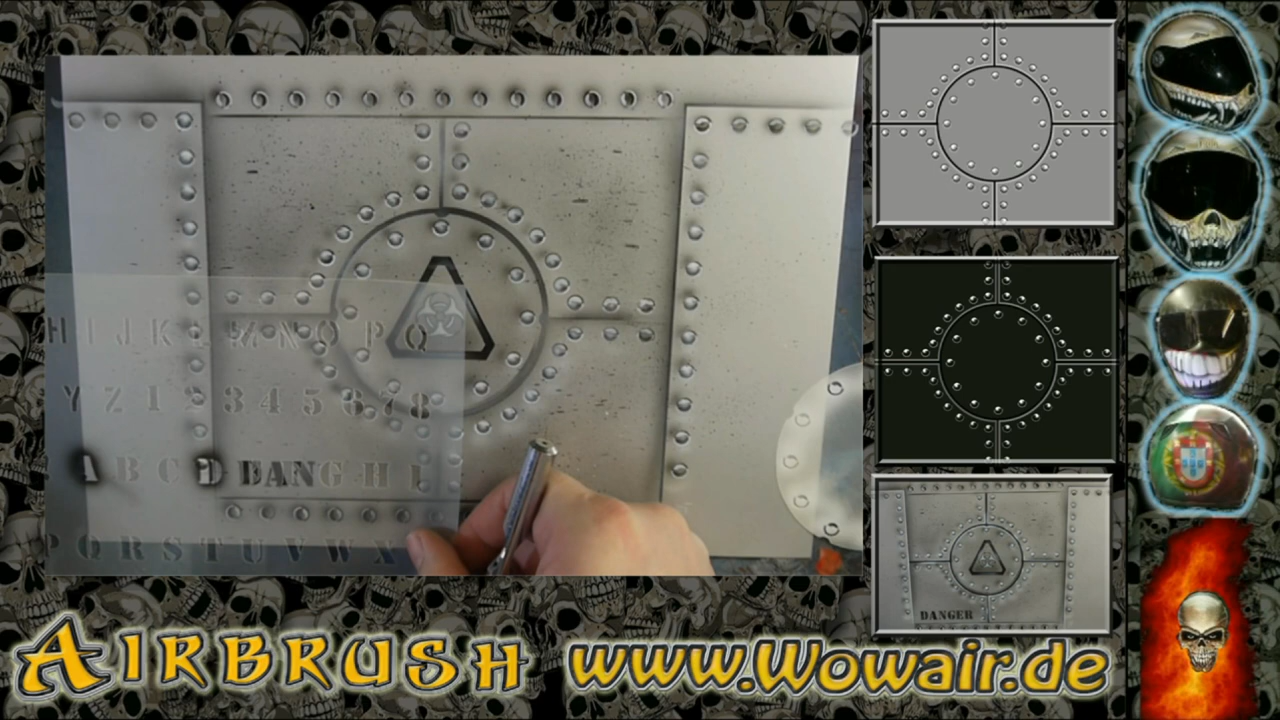 H I J K L M N O P Q
Y Z 1 2 3 4 5 6 7 8
A B C D DANG H I
P Q R S T U V W X
DANGER
AIRBRUSH www.Wowair.de